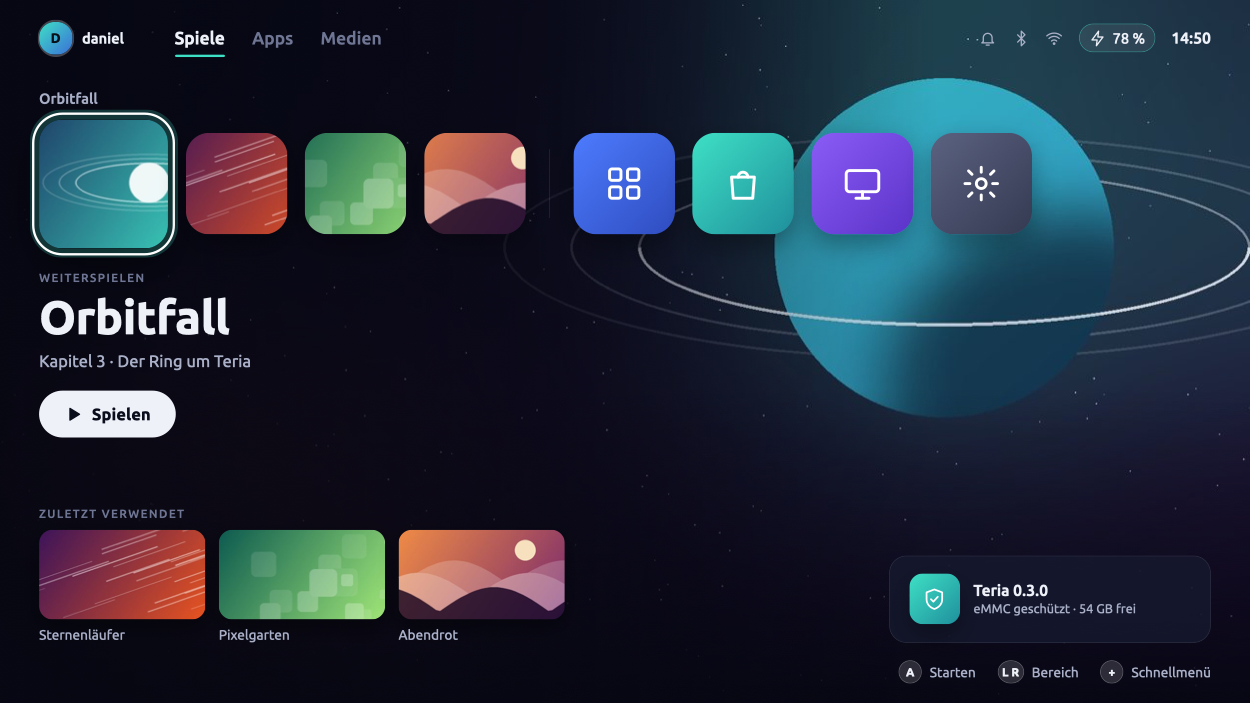 D daniel Spiele Apps Medien 78 % 14:50
Orbitfall
WEITERSPIELEN
Orbitfall
Kapitel 3 · Der Ring um Teria
Spielen
ZULETZT VERWENDET
Sternenläufer Pixelgarten Abendrot
Teria 0.3.0
eMMC geschützt · 54 GB frei
A Starten L R Bereich + Schnellmenü